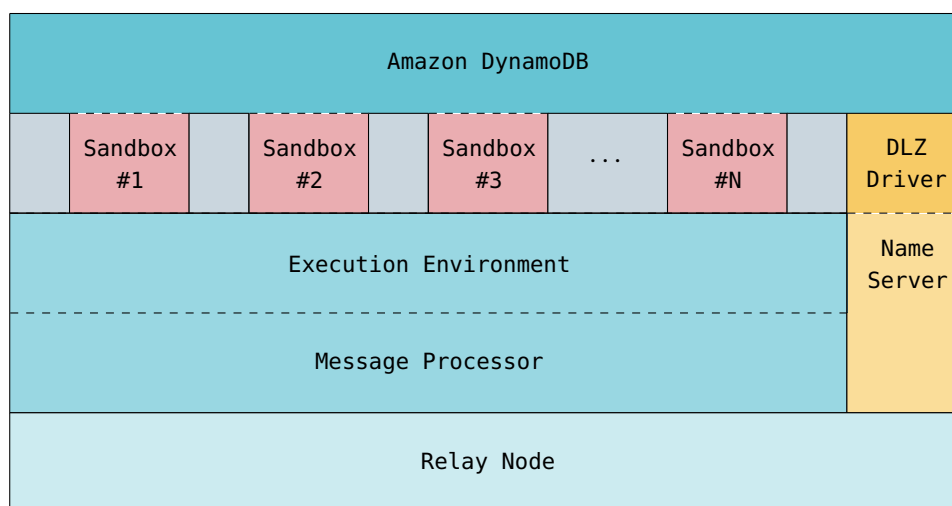 Amazon DynamoDB
Sandbox
#1
Sandbox
#2
Sandbox
#3
...
Sandbox
#N
DLZ
Driver
Execution Environment
Name
Server
Message Processor
Relay Node